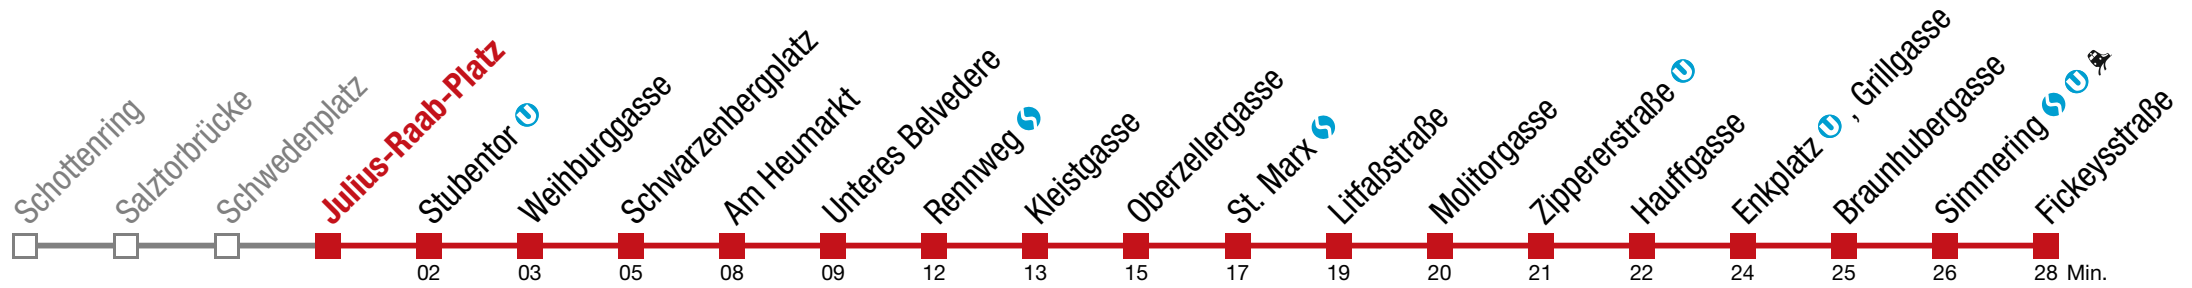 Schottenring
Salztorbrücke
Schwedenplatz
Julius-Raab-Platz
Stubentor U
Weihburggasse
Schwarzenbergplatz
Am Heumarkt
Unteres Belvedere
Rennweg S
Kleistgasse
Oberzellergasse
St. Marx S
Litfaßstraße
Molitorgasse
Zippererstraße U
Hauffgasse
Enkplatz U , Grillgasse
Braunhubergasse
Simmering S U
Fickeysstraße
02 03 05 08 09 12 13 15 17 19 20 21 22 24 25 26 28 Min.